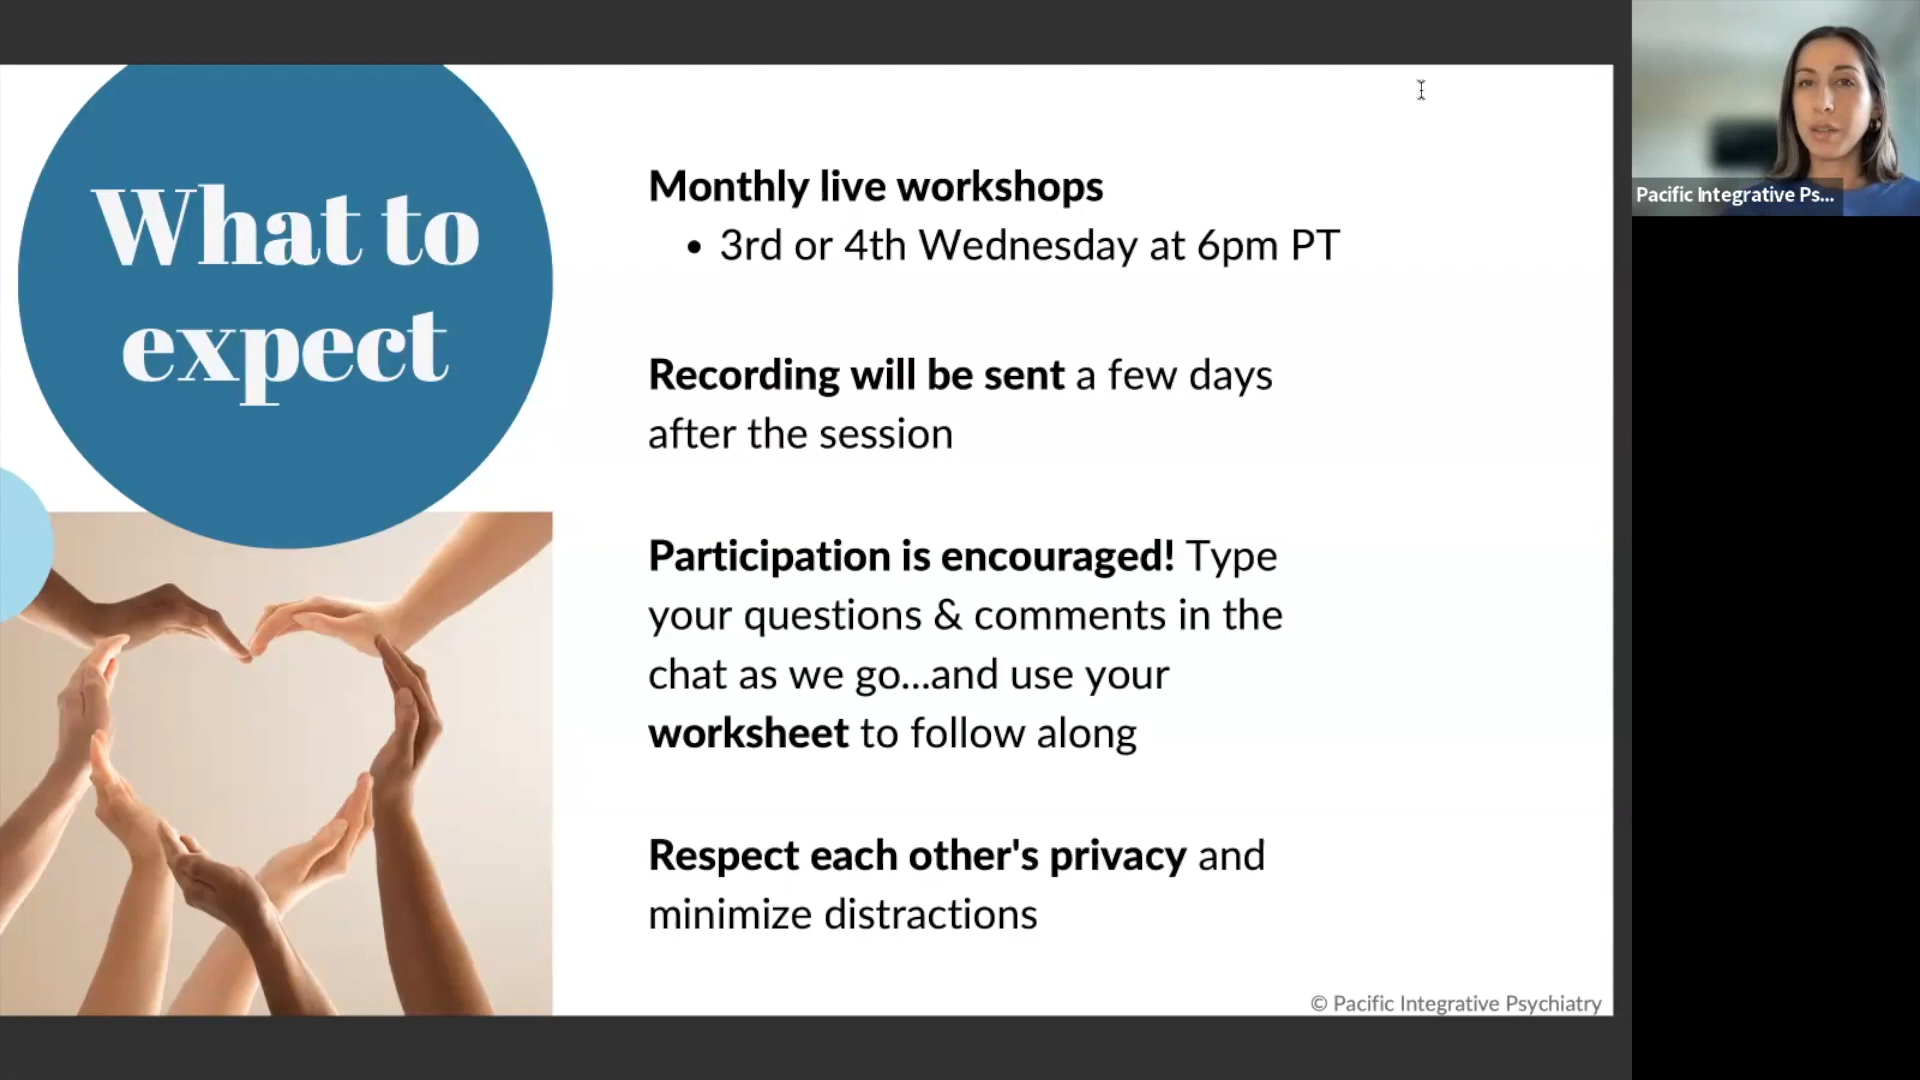 What to
expect
Monthly live workshops
• 3rd or 4th Wednesday at 6pm PT
Recording will be sent a few days
after the session
Participation is encouraged! Type
your questions & comments in the
chat as we go...and use your
worksheet to follow along
Respect each other's privacy and
minimize distractions
© Pacific Integrative Psychiatry
Pacific Integrative Ps...